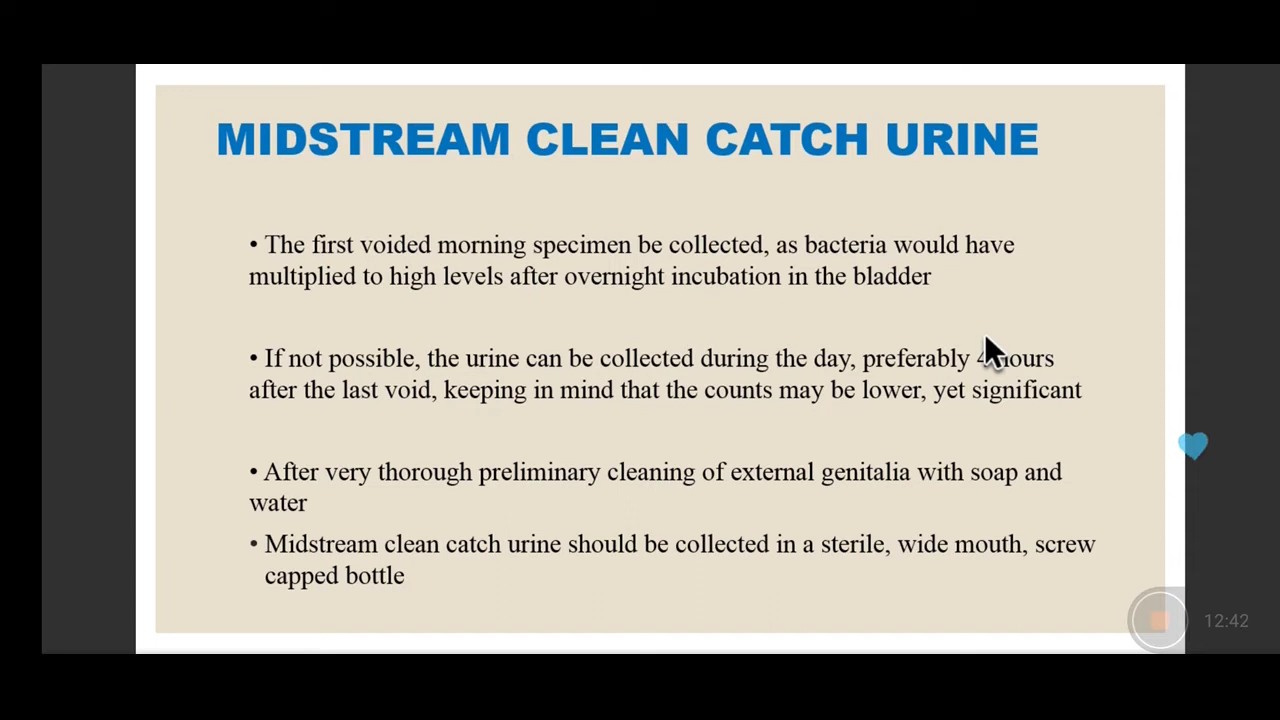 MIDSTREAM CLEAN CATCH URINE
• The first voided morning specimen be collected, as bacteria would have
multiplied to high levels after overnight incubation in the bladder
• If not possible, the urine can be collected during the day, preferably 4 hours
after the last void, keeping in mind that the counts may be lower, yet significant
• After very thorough preliminary cleaning of external genitalia with soap and
water
• Midstream clean catch urine should be collected in a sterile, wide mouth, screw
capped bottle
12:42